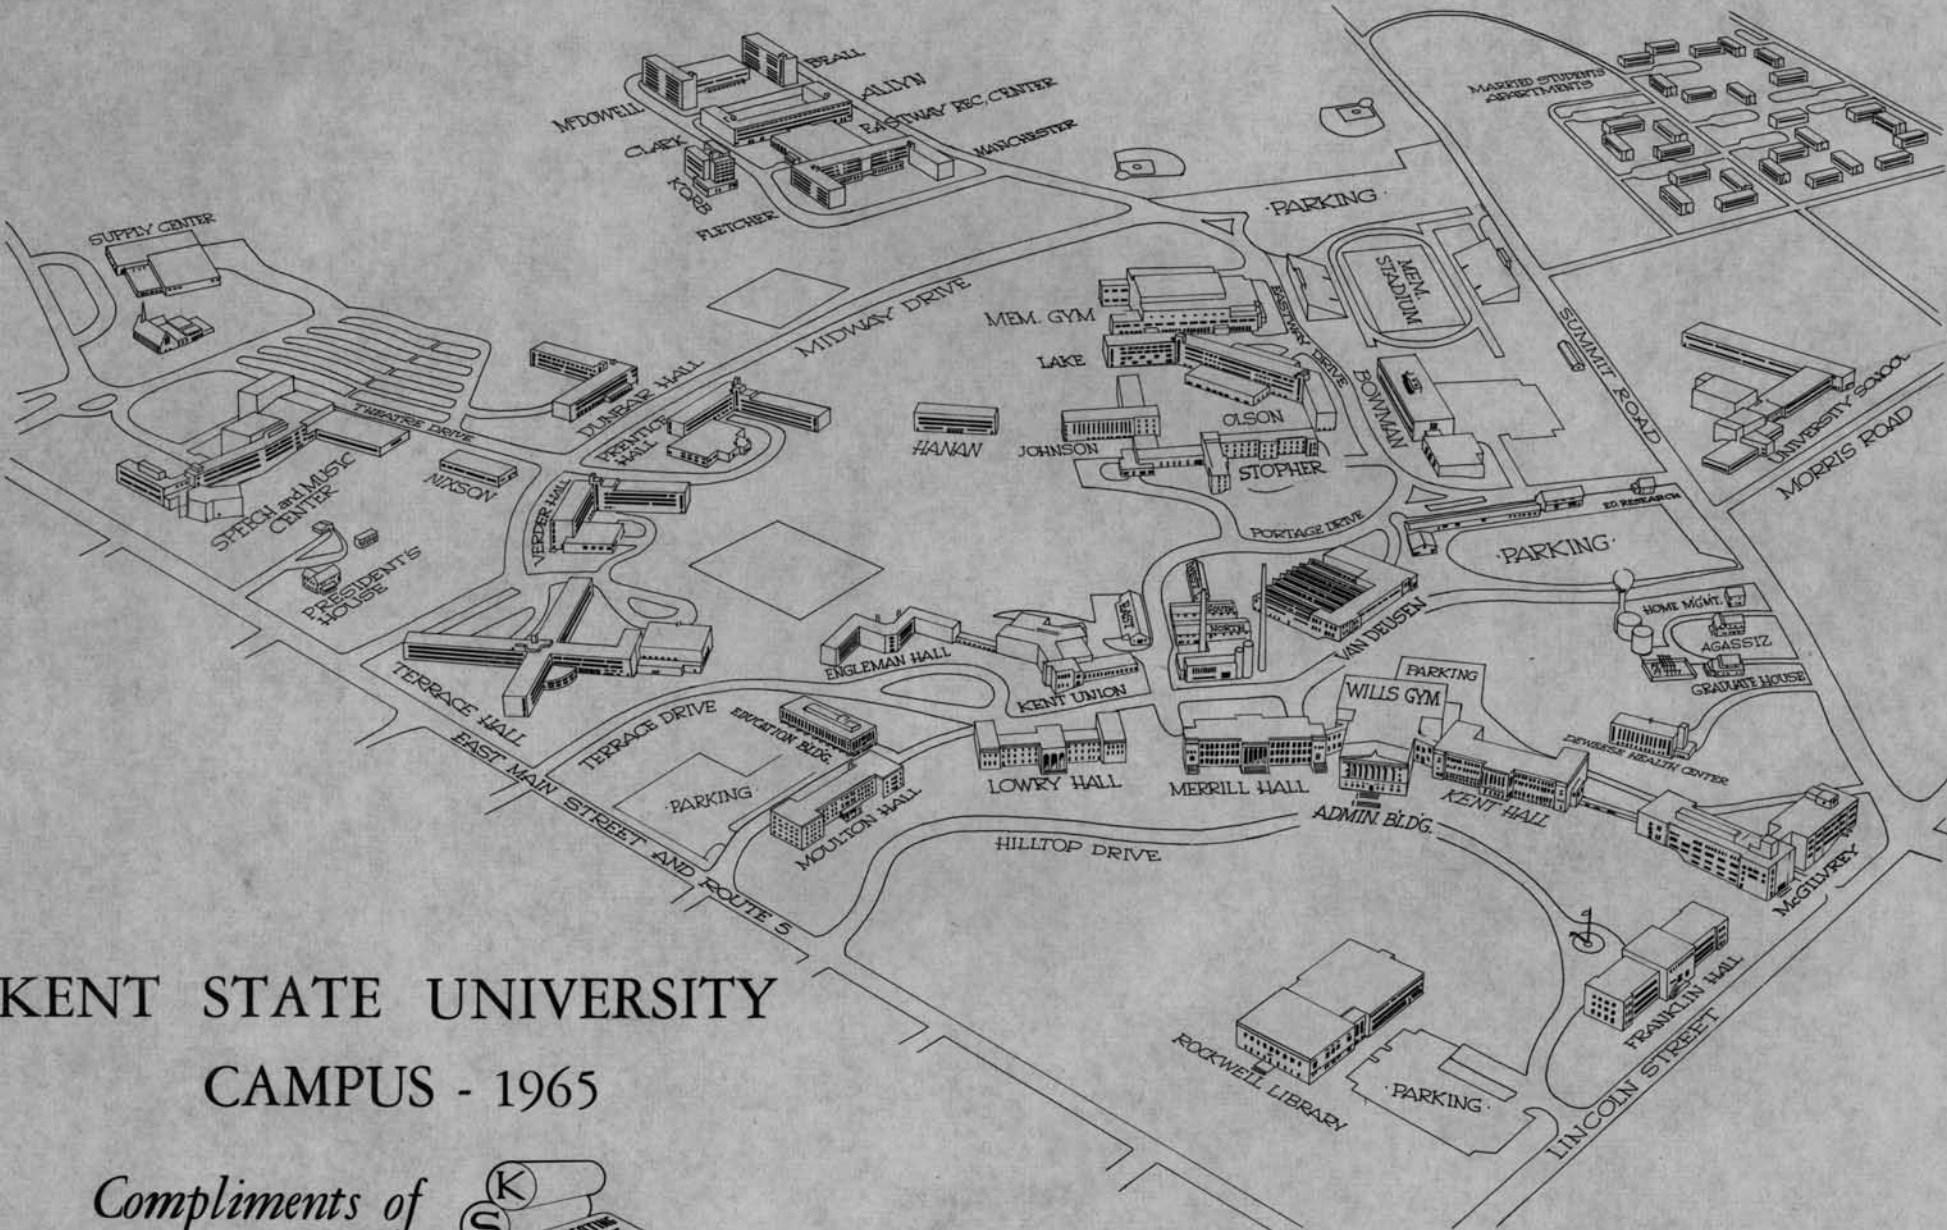 BEALL
ALLYN
McDOWELL
EASTWAY REC. CENTER
CLARK
MANCHESTER
KORB
FLETCHER
MARRIED STUDENTS'
APARTMENTS
SUPPLY CENTER
·PARKING·
MEM.
STADIUM
MIDWAY DRIVE
MEM. GYM
EASTWAY DRIVE
LAKE
SUMMIT ROAD
DUNBAR HALL
THEATRE DRIVE
PRENTICE
HALL
HANAN
JOHNSON
OLSON
STOPHER
BOWMAN
UNIVERSITY SCHOOL
MORRIS ROAD
NIXSON
SPEECH and MUSIC
CENTER
VERDER HALL
ED. RESEARCH
PORTAGE DRIVE
·PARKING·
PRESIDENT'S
HOUSE
WEST
SOUTH
NORTH
EAST
VAN DEUSEN
HOME MGMT.
AGASSIZ
GRADUATE HOUSE
ENGLEMAN HALL
KENT UNION
PARKING
WILLS GYM
TERRACE HALL
TERRACE DRIVE
EDUCATION BLDG.
DEWEESE HEALTH CENTER
EAST MAIN STREET AND ROUTE 5
·PARKING·
MOULTON HALL
LOWRY HALL
MERRILL HALL
ADMIN. BLDG.
KENT HALL
HILLTOP DRIVE
McGILVREY
FRANKLIN HALL
ROCKWELL LIBRARY
·PARKING·
LINCOLN STREET
KENT STATE UNIVERSITY
CAMPUS - 1965
Compliments of
K
S